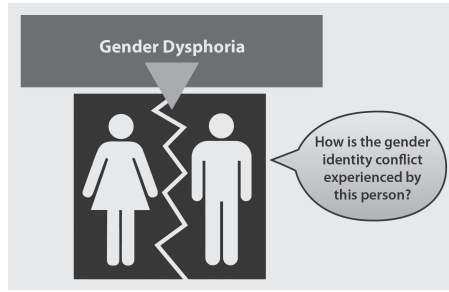 Gender Dysphoria
How is the gender
identity conflict
experienced by
this person?